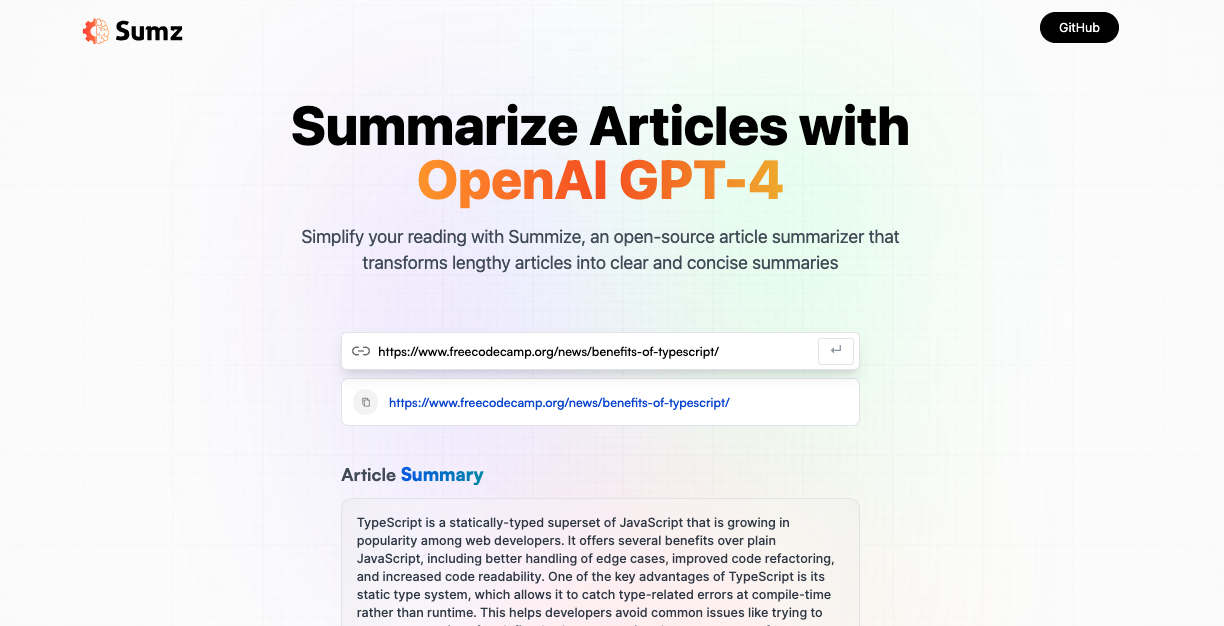 Sumz
GitHub
Summarize Articles with
OpenAI GPT-4
Simplify your reading with Summize, an open-source article summarizer that
transforms lengthy articles into clear and concise summaries
https://www.freecodecamp.org/news/benefits-of-typescript/
https://www.freecodecamp.org/news/benefits-of-typescript/
Article Summary
TypeScript is a statically-typed superset of JavaScript that is growing in
popularity among web developers. It offers several benefits over plain
JavaScript, including better handling of edge cases, improved code refactoring,
and increased code readability. One of the key advantages of TypeScript is its
static type system, which allows it to catch type-related errors at compile-time
rather than runtime. This helps developers avoid common issues like trying to